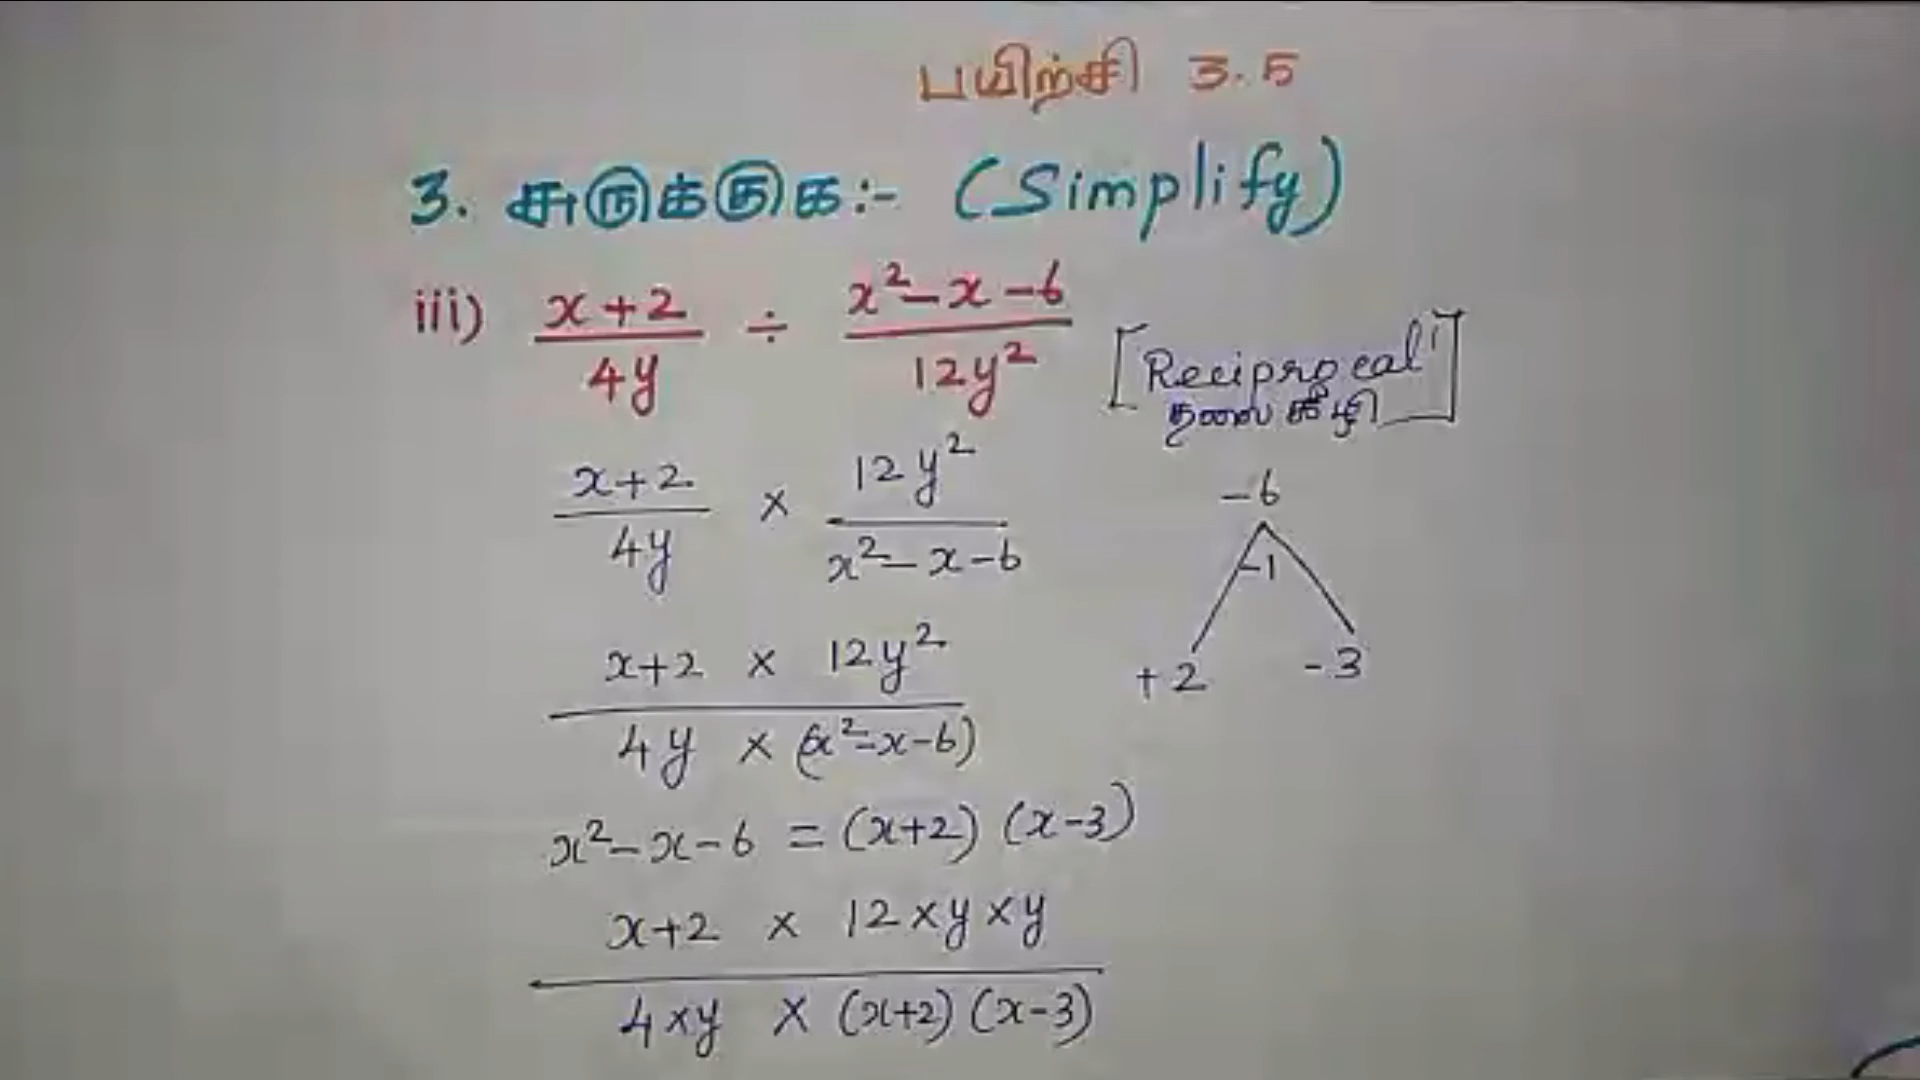 பயிற்சி 3.5
3. சுருக்குக:- (Simplify)
iii) x+2 / 4y ÷ x²-x-6 / 12y²
[Reciprocal]
தலைகீழி
x+2 / 4y × 12y² / x²-x-6
-6
-1
+2 -3
x+2 × 12y² / 4y × (x²-x-6)
x²-x-6 = (x+2) (x-3)
x+2 × 12×y×y / 4×y × (x+2) (x-3)